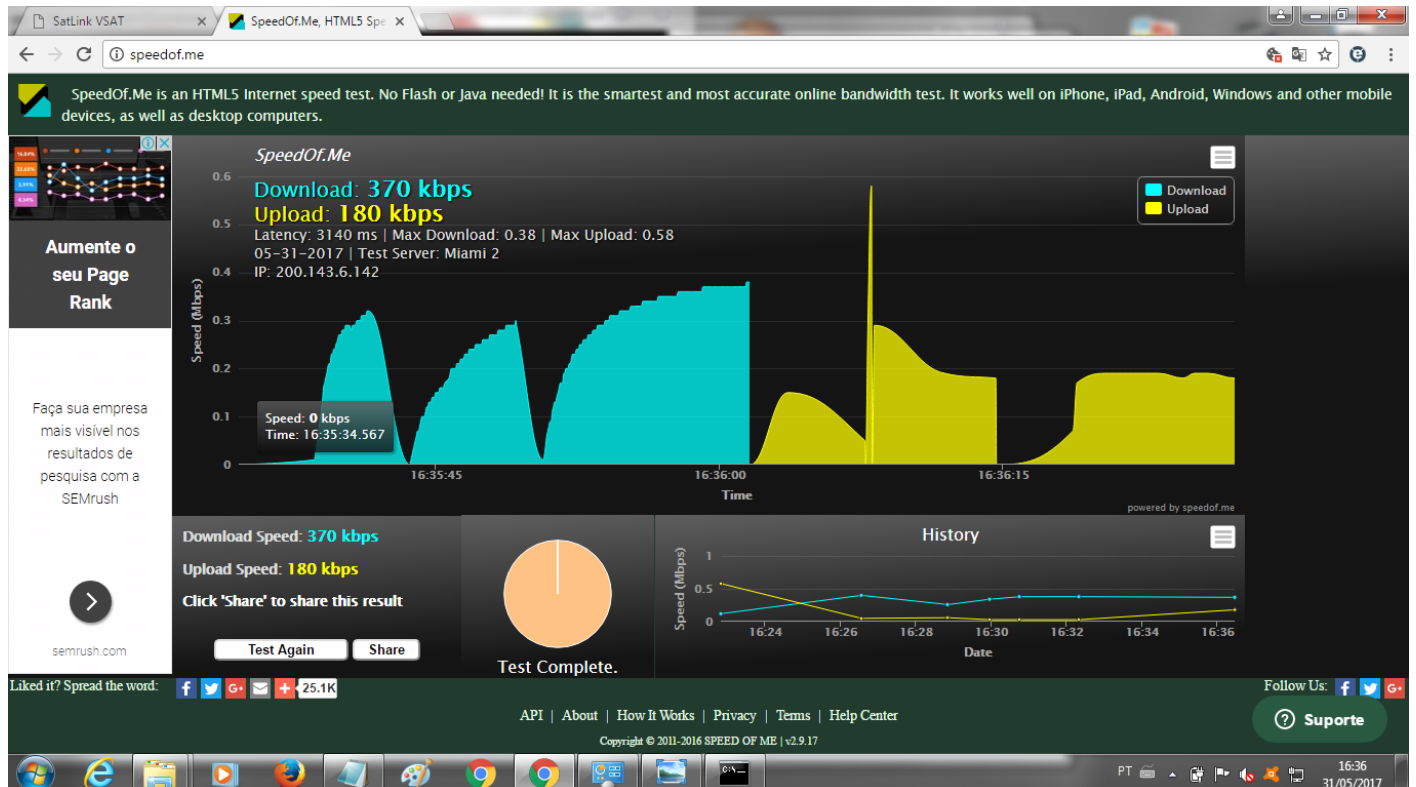 SatLink VSAT
SpeedOf.Me, HTML5 Spe
speedof.me
SpeedOf.Me is an HTML5 Internet speed test. No Flash or Java needed! It is the smartest and most accurate online bandwidth test. It works well on iPhone, iPad, Android, Windows and other mobile
devices, as well as desktop computers.
Aumente o
seu Page
Rank
Faça sua empresa
mais visível nos
resultados de
pesquisa com a
SEMrush
semrush.com
SpeedOf.Me
Download: 370 kbps
Upload: 180 kbps
Latency: 3140 ms | Max Download: 0.38 | Max Upload: 0.58
05-31-2017 | Test Server: Miami 2
IP: 200.143.6.142
Download
Upload
Speed (Mbps)
0.6
0.5
0.4
0.3
0.2
0.1
0
Speed: 0 kbps
Time: 16:35:34.567
16:35:45 16:36:00 16:36:15
Time
powered by speedof.me
Download Speed: 370 kbps
Upload Speed: 180 kbps
Click 'Share' to share this result
Test Again Share
Test Complete.
History
Speed (Mbps)
1
0.5
0
16:24 16:26 16:28 16:30 16:32 16:34 16:36
Date
Liked it? Spread the word:
25.1K
Follow Us:
API | About | How It Works | Privacy | Terms | Help Center
Copyright © 2011-2016 SPEED OF ME | v2.9.17
Suporte
PT
16:36
31/05/2017